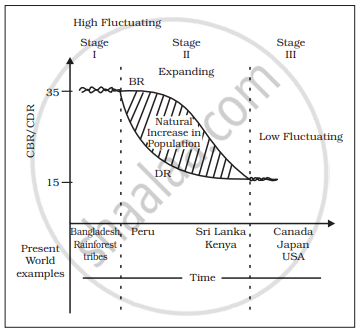 High Fluctuating
Stage
I
Stage
II
Stage
III
Expanding
BR
35
Natural
Increase in
Population
Low Fluctuating
CBR/CDR
DR
15
Bangladesh
Rainforest
tribes
Peru
Sri Lanka
Kenya
Canada
Japan
USA
Present
World
examples
Time
shaalaa.com